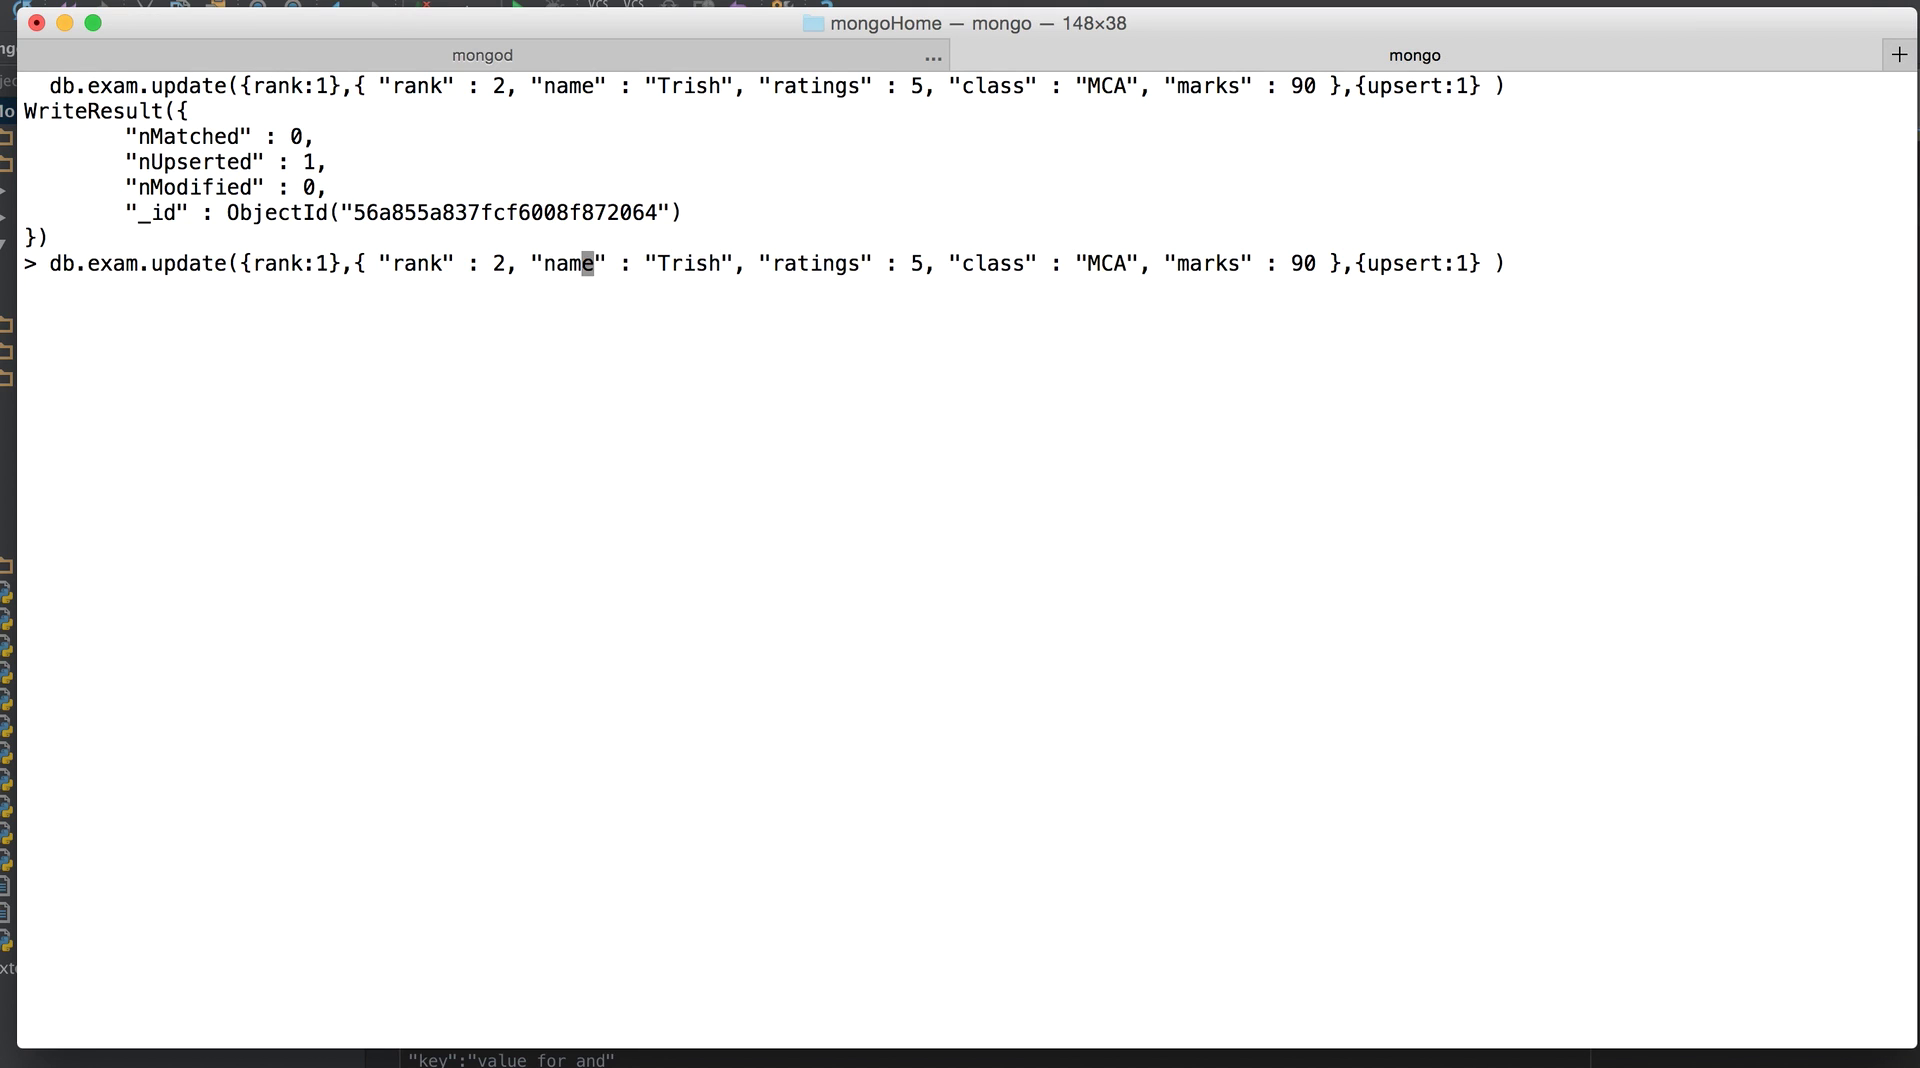 VCS VCS
mongoHome — mongo — 148×38
mongod ...
mongo +
db.exam.update({rank:1},{ "rank" : 2, "name" : "Trish", "ratings" : 5, "class" : "MCA", "marks" : 90 },{upsert:1} )
WriteResult({
"nMatched" : 0,
"nUpserted" : 1,
"nModified" : 0,
"_id" : ObjectId("56a855a837fcf6008f872064")
})
> db.exam.update({rank:1},{ "rank" : 2, "name" : "Trish", "ratings" : 5, "class" : "MCA", "marks" : 90 },{upsert:1} )
"key":"value for and"